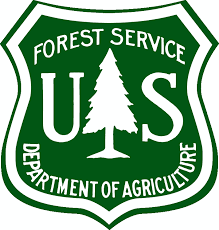 FOREST SERVICE
U S
DEPARTMENT OF AGRICULTURE